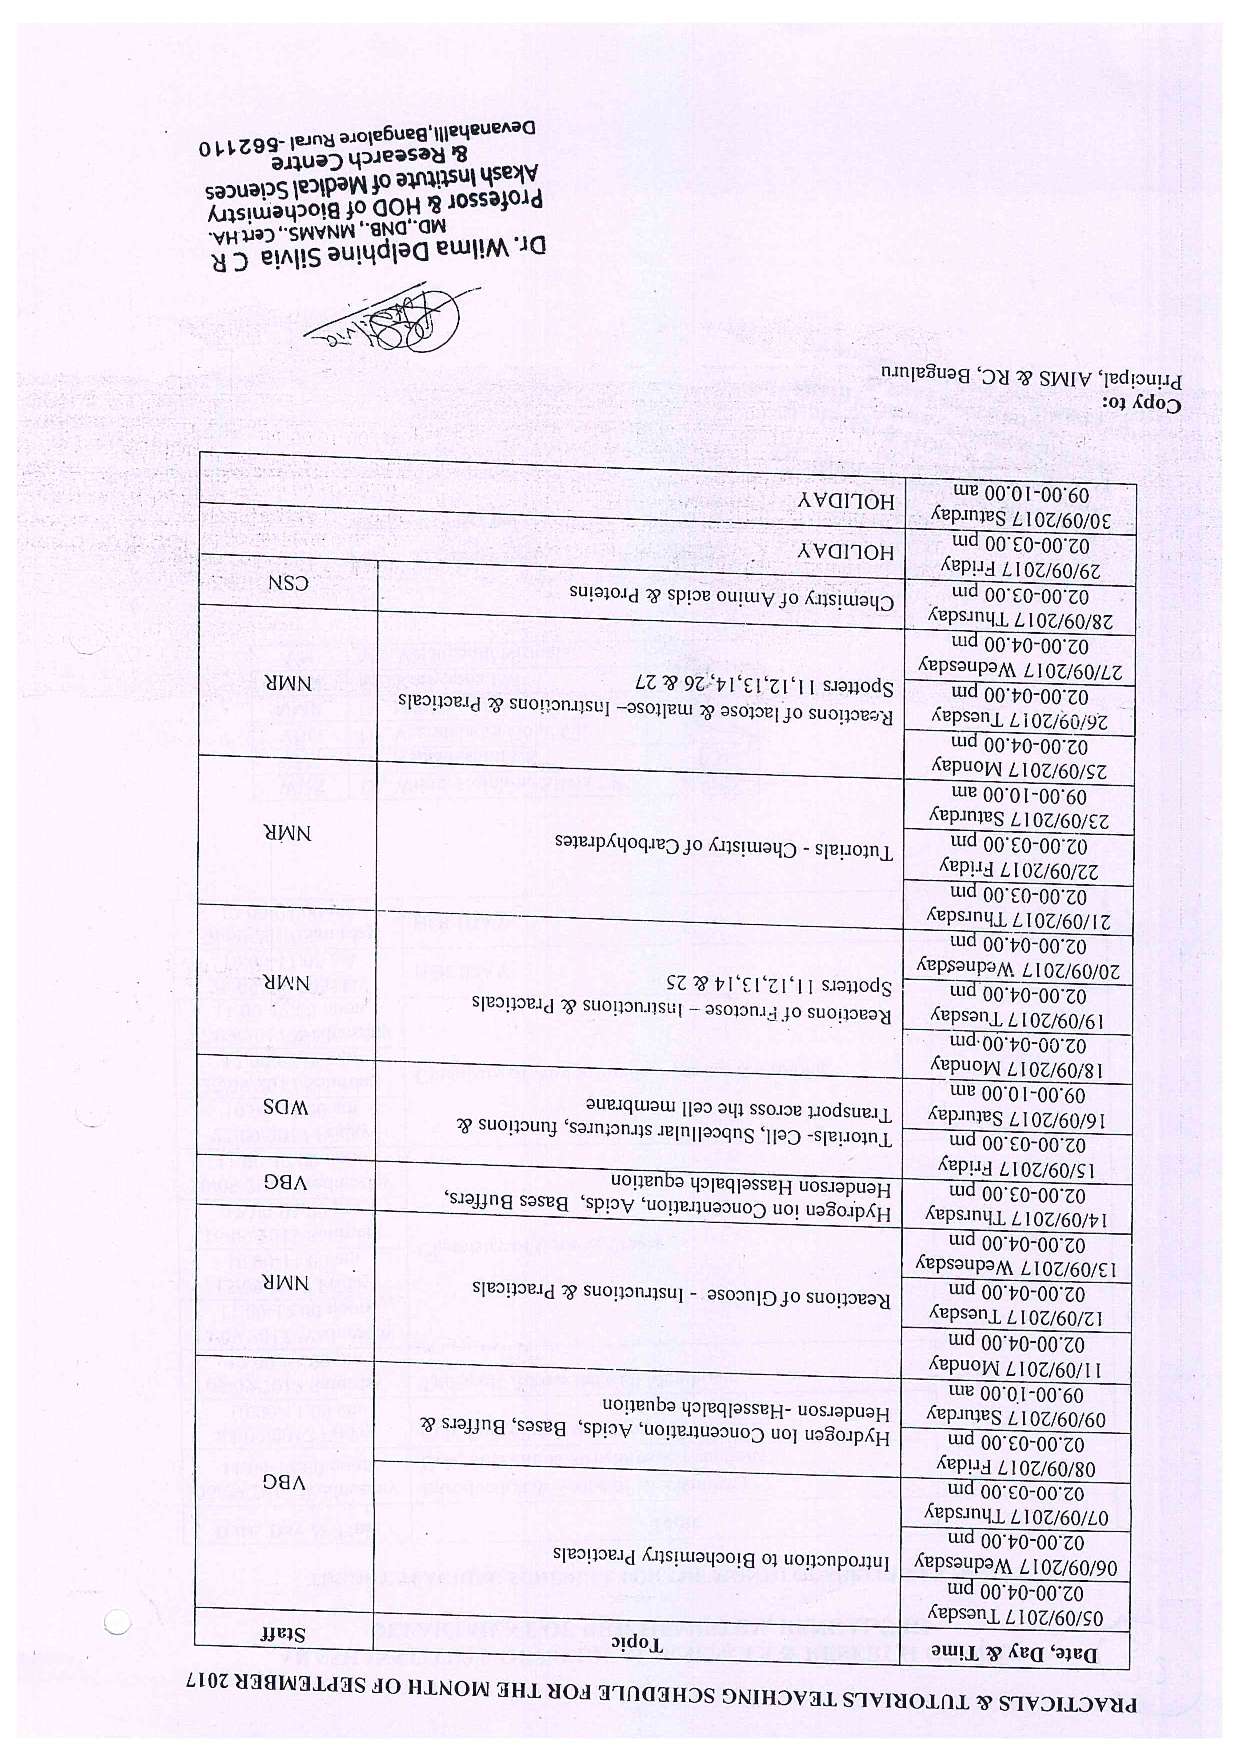 PRACTICALS & TUTORIALS TEACHING SCHEDULE FOR THE MONTH OF SEPTEMBER 2017
Date, Day & Time Topic Staff
05/09/2017 Tuesday
02.00-04.00 pm
06/09/2017 Wednesday
02.00-04.00 pm
07/09/2017 Thursday
02.00-03.00 pm
Introduction to Biochemistry Practicals
VBG
08/09/2017 Friday
02.00-03.00 pm
09/09/2017 Saturday
09.00-10.00 am
Hydrogen Ion Concentration, Acids, Bases, Buffers &
Henderson -Hasselbalch equation
11/09/2017 Monday
02.00-04.00 pm
12/09/2017 Tuesday
02.00-04.00 pm
13/09/2017 Wednesday
02.00-04.00 pm
Reactions of Glucose - Instructions & Practicals
NMR
14/09/2017 Thursday
02.00-03.00 pm
Hydrogen ion Concentration, Acids, Bases Buffers,
Henderson Hasselbalch equation
VBG
15/09/2017 Friday
02.00-03.00 pm
16/09/2017 Saturday
09.00-10.00 am
Tutorials- Cell, Subcellular structures, functions &
Transport across the cell membrane
WDS
18/09/2017 Monday
02.00-04.00 pm
19/09/2017 Tuesday
02.00-04.00 pm
20/09/2017 Wednesday
02.00-04.00 pm
Reactions of Fructose – Instructions & Practicals
Spotters 11,12,13,14 & 25
NMR
21/09/2017 Thursday
02.00-03.00 pm
22/09/2017 Friday
02.00-03.00 pm
23/09/2017 Saturday
09.00-10.00 am
Tutorials - Chemistry of Carbohydrates
NMR
25/09/2017 Monday
02.00-04.00 pm
26/09/2017 Tuesday
02.00-04.00 pm
27/09/2017 Wednesday
02.00-04.00 pm
Reactions of lactose & maltose– Instructions & Practicals
Spotters 11,12,13,14, 26 & 27
NMR
28/09/2017 Thursday
02.00-03.00 pm
Chemistry of Amino acids & Proteins
CSN
29/09/2017 Friday
02.00-03.00 pm
HOLIDAY
30/09/2017 Saturday
09.00-10.00 am
HOLIDAY
Copy to:
Principal, AIMS & RC, Bengaluru
Dr. Wilma Delphine Silvia C R
MD.,DNB., MNAMS., Cert HA.
Professor & HOD of Biochemistry
Akash Institute of Medical Sciences
& Research Centre
Devanahalli,Bangalore Rural -562110